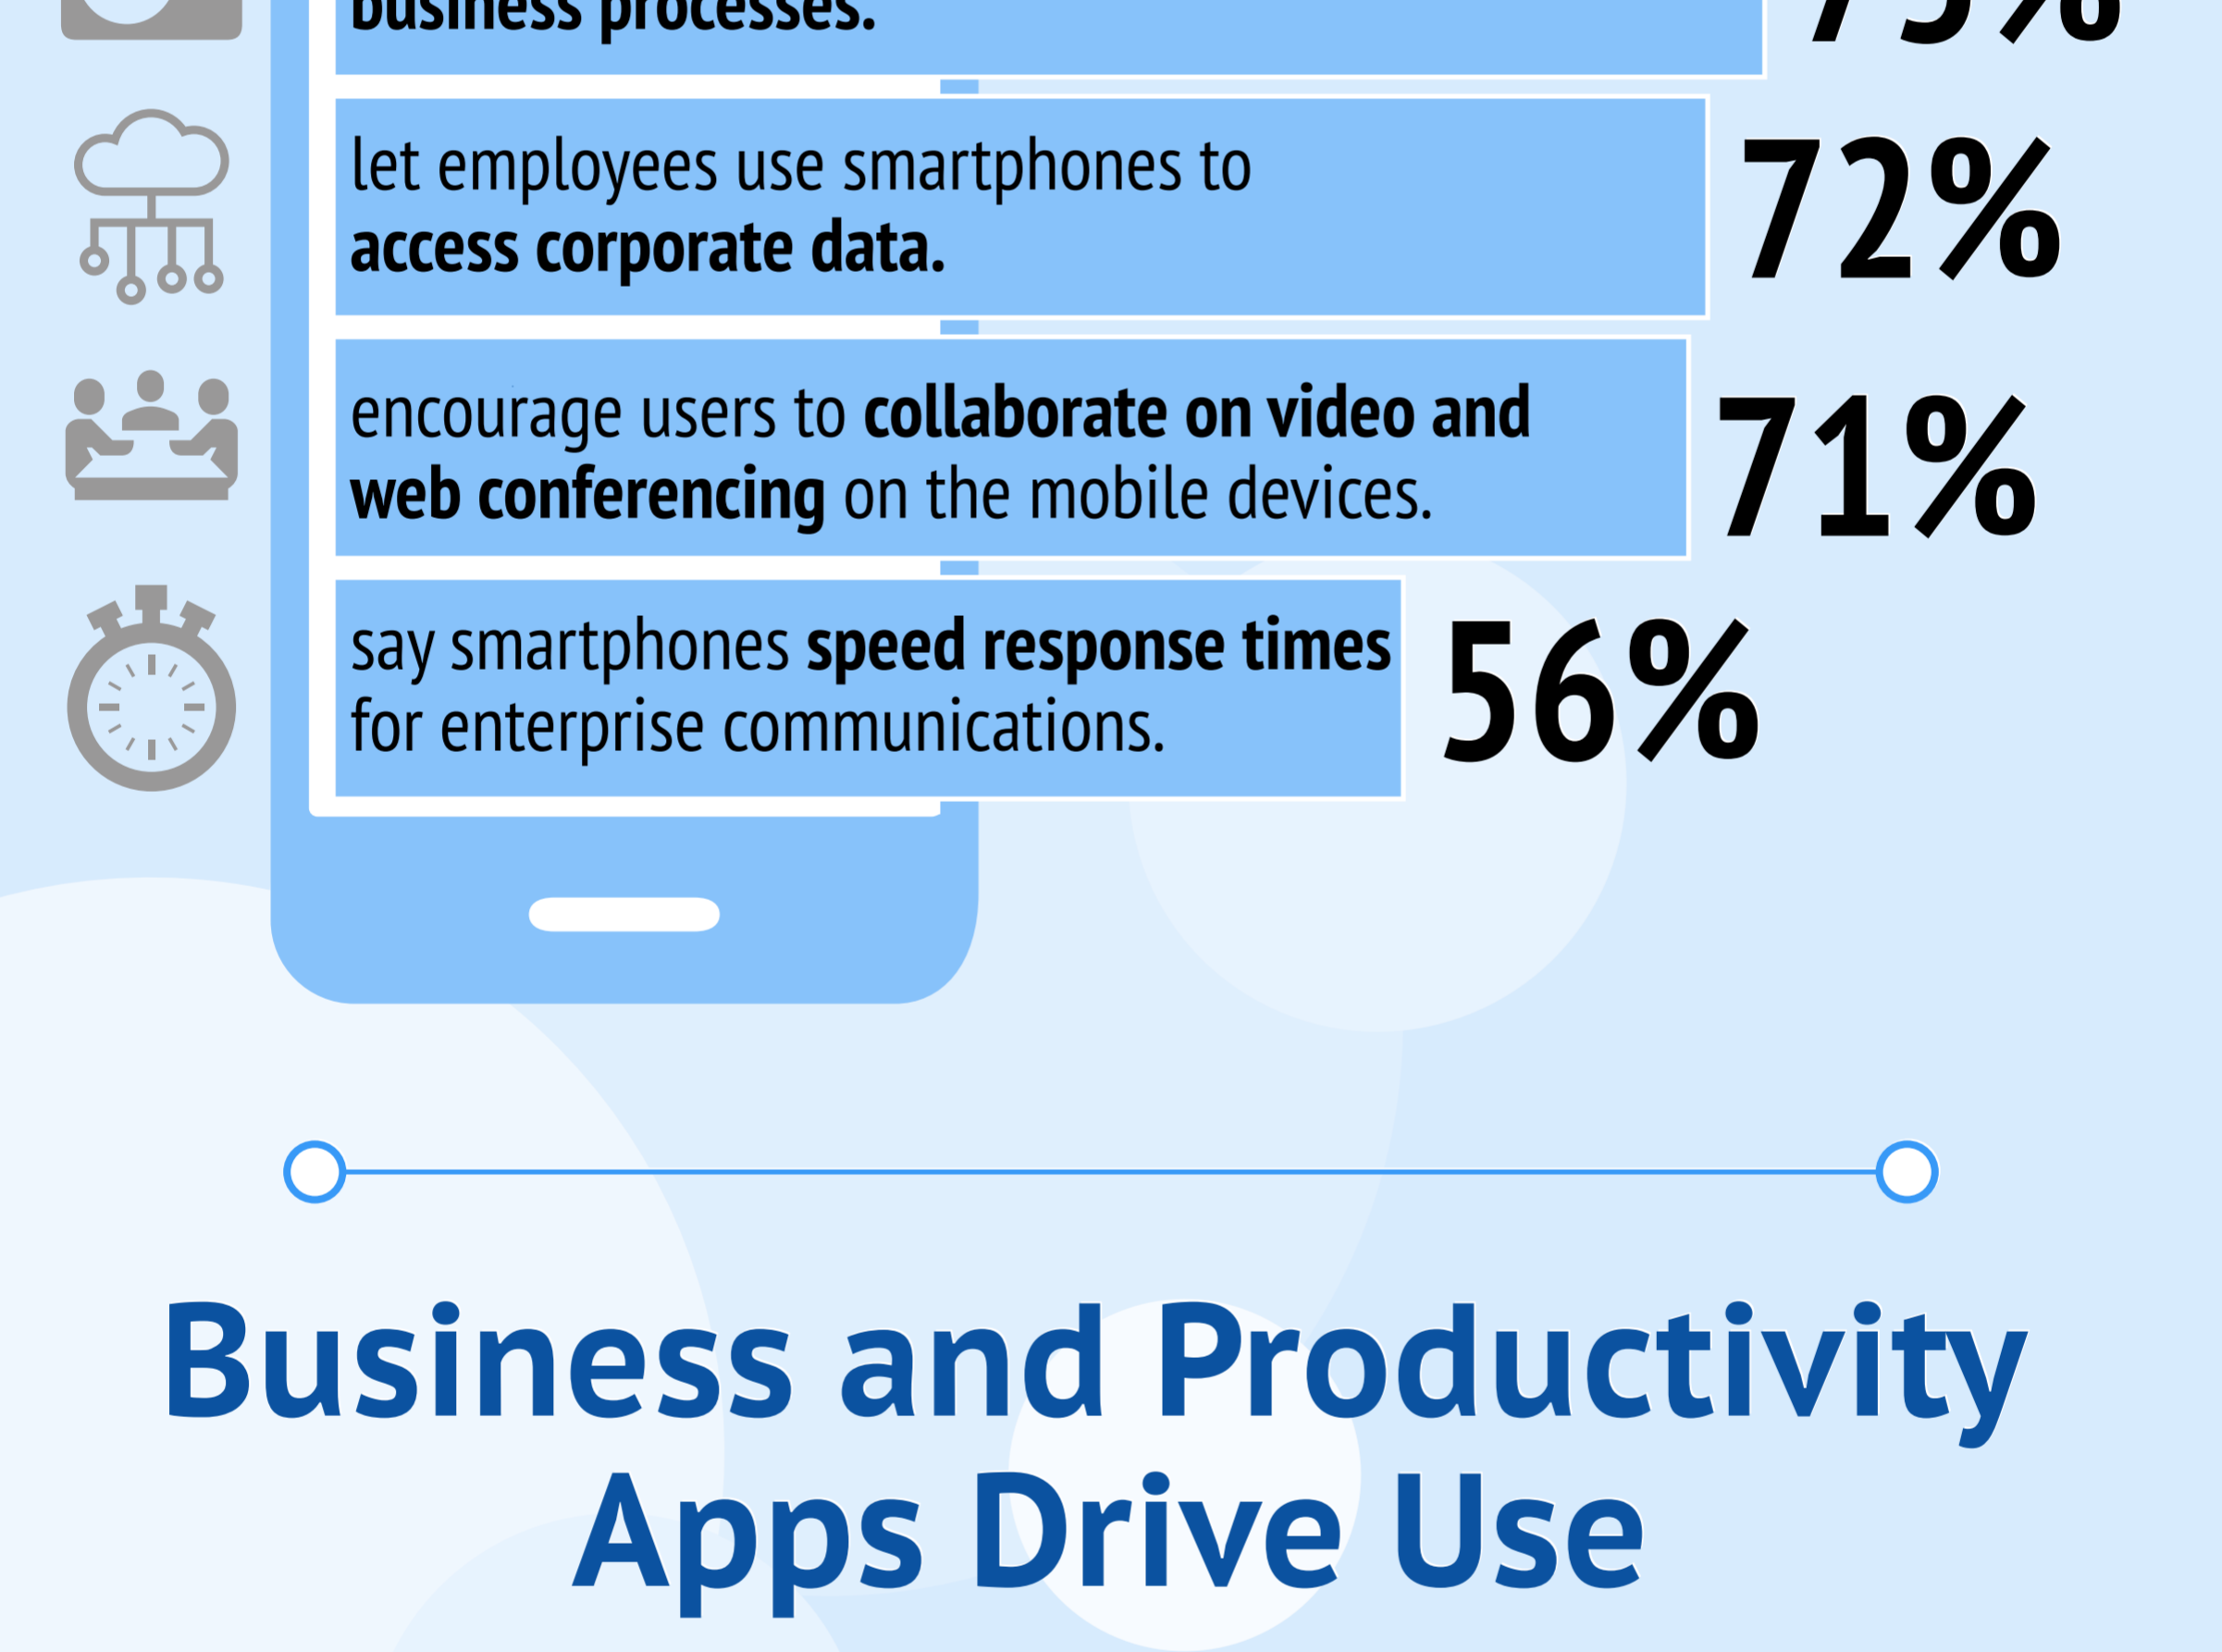 business processes.
let employees use smartphones to
access corporate data.
72%
encourage users to collaborate on video and
web conferencing on the mobile devices.
71%
say smartphones speed response times
for enterprise communications.
56%
Business and Productivity
Apps Drive Use